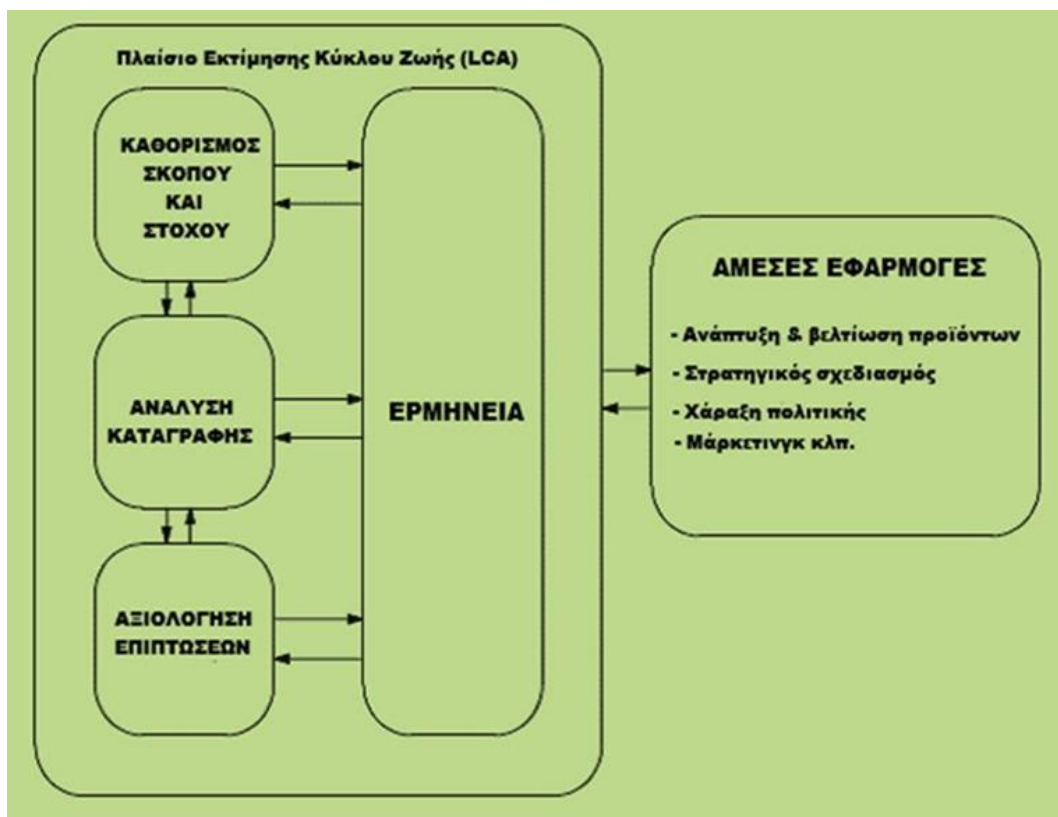 Πλαίσιο Εκτίμησης Κύκλου Ζωής (LCA)
ΚΑΘΟΡΙΣΜΟΣ
ΣΚΟΠΟΥ
ΚΑΙ
ΣΤΟΧΟΥ
ΑΝΑΛΥΣΗ
ΚΑΤΑΓΡΑΦΗΣ
ΑΞΙΟΛΟΓΗΣΗ
ΕΠΙΠΤΩΣΕΩΝ
ΕΡΜΗΝΕΙΑ
ΑΜΕΣΕΣ ΕΦΑΡΜΟΓΕΣ
- Ανάπτυξη & βελτίωση προϊόντων
- Στρατηγικός σχεδιασμός
- Χάραξη πολιτικής
- Μάρκετινγκ κλπ.